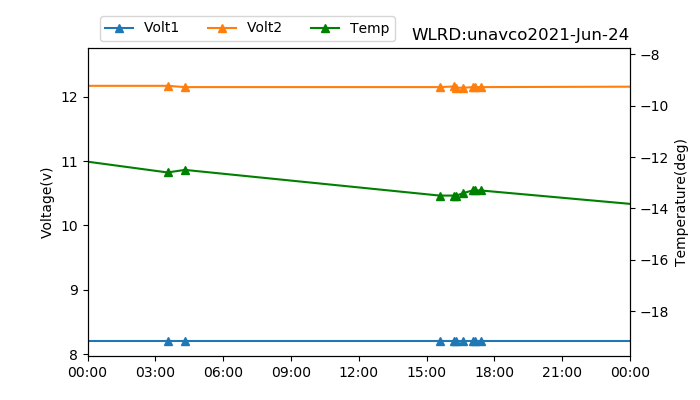 Volt1 Volt2 Temp
WLRD:unavco2021-Jun-24
Voltage(v)
12
11
10
9
8
−8
−10
−12
−14
−16
−18
Temperature(deg)
00:00 03:00 06:00 09:00 12:00 15:00 18:00 21:00 00:00